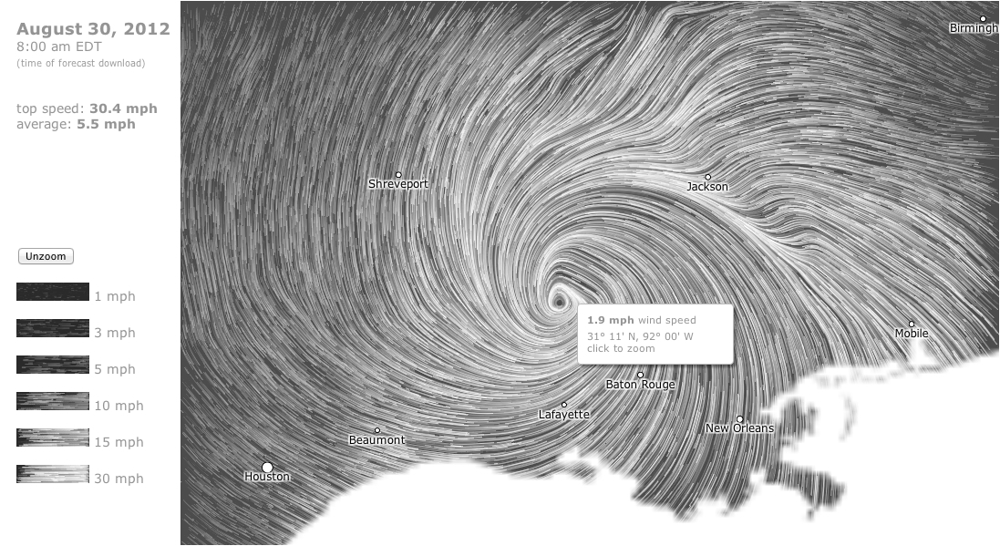 August 30, 2012
8:00 am EDT
(time of forecast download)
top speed: 30.4 mph
average: 5.5 mph
Unzoom
1 mph
3 mph
5 mph
10 mph
15 mph
30 mph
Birmingh
Shreveport
Jackson
1.9 mph wind speed
31° 11' N, 92° 00' W
click to zoom
Mobile
Baton Rouge
Lafayette
New Orleans
Beaumont
Houston